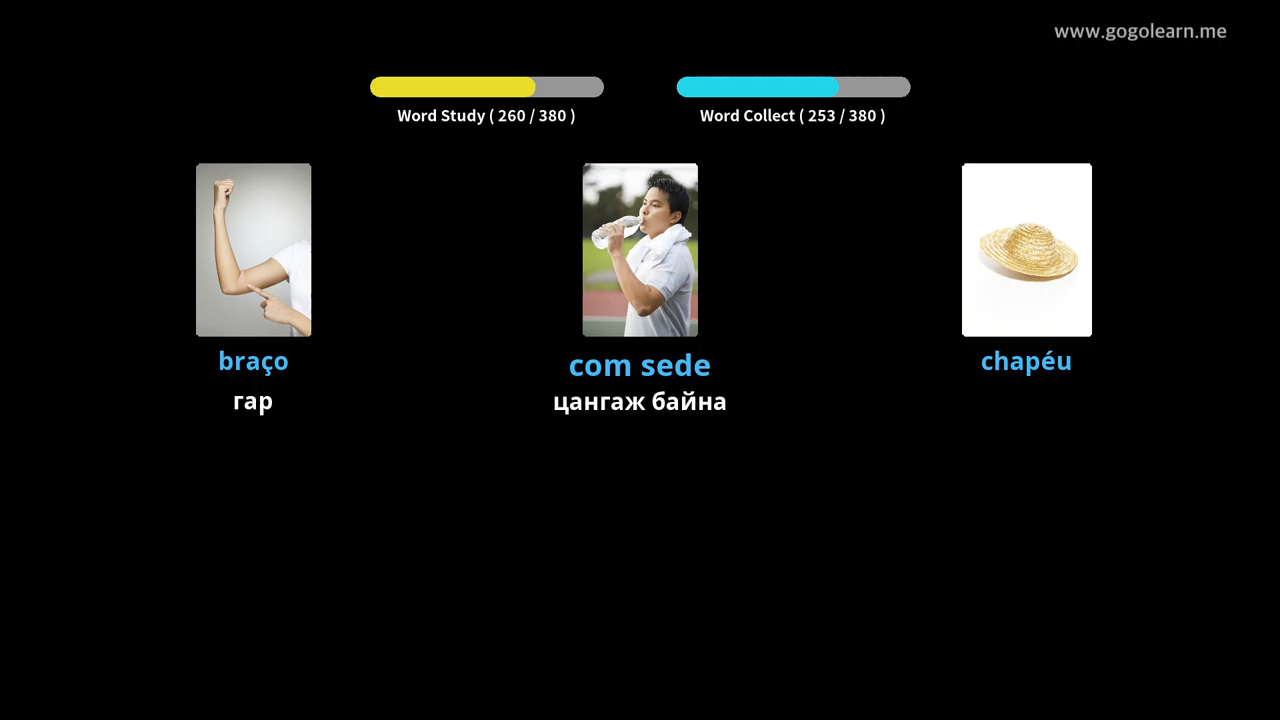 www.gogolearn.me
Word Study ( 260 / 380 )
Word Collect ( 253 / 380 )
braço
com sede
chapéu
гар
цангаж байна